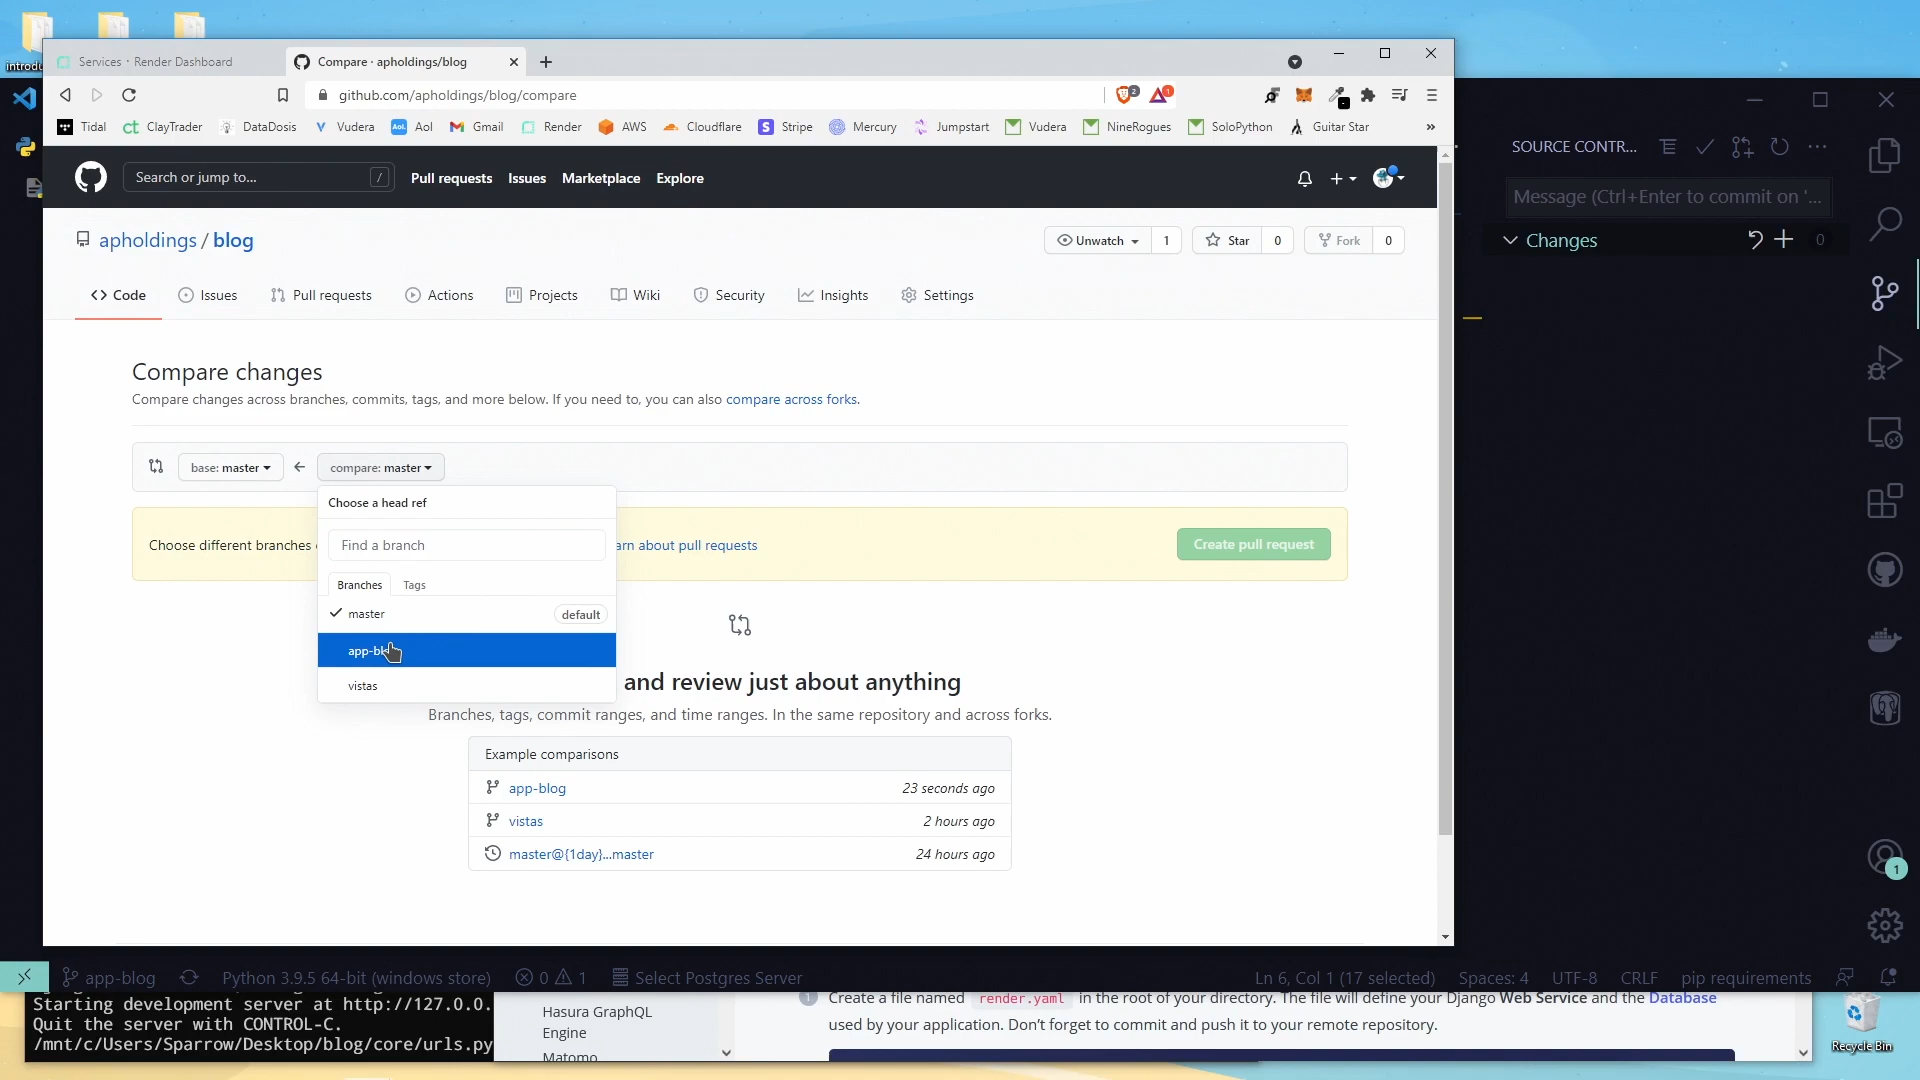 introdu
Services · Render Dashboard
Compare · apholdings/blog
github.com/apholdings/blog/compare
2
1
Tidal
ct ClayTrader
DataDosis
V Vudera
Aol. Aol
Gmail
Render
AWS
Cloudflare
S Stripe
Mercury
Jumpstart
Vudera
NineRogues
SoloPython
Guitar Star
»
Search or jump to...
/
Pull requests
Issues
Marketplace
Explore
apholdings / blog
Unwatch
1
Star
0
Fork
0
<> Code
Issues
Pull requests
Actions
Projects
Wiki
Security
Insights
Settings
Compare changes
Compare changes across branches, commits, tags, and more below. If you need to, you can also compare across forks.
base: master
compare: master
Choose a head ref
Find a branch
Branches
Tags
master
default
vistas
Choose different branches
about pull requests
Create pull request
and review just about anything
Branches, tags, commit ranges, and time ranges. In the same repository and across forks.
Example comparisons
app-blog
23 seconds ago
vistas
2 hours ago
master@{1day}...master
24 hours ago
SOURCE CONTR...
Message (Ctrl+Enter to commit on '...
Changes
0
1
app-blog
Python 3.9.5 64-bit (windows store)
0
1
Select Postgres Server
Ln 6, Col 1 (17 selected)
Spaces: 4
UTF-8
CRLF
pip requirements
Starting development server at http://127.0.0.
Quit the server with CONTROL-C.
/mnt/c/Users/Sparrow/Desktop/blog/core/urls.py
Hasura GraphQL
Engine
Matomo
1
Create a file named render.yaml in the root of your directory. The file will define your Django Web Service and the Database
used by your application. Don't forget to commit and push it to your remote repository.
Recycle Bin